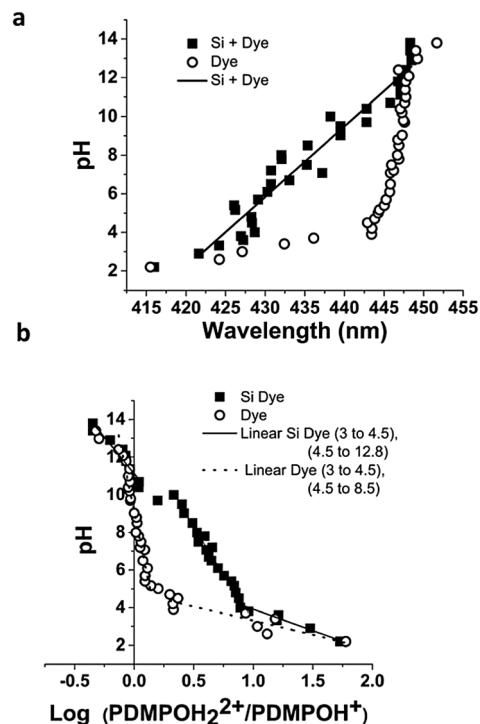 a
14
12
10
8
6
4
2
pH
Si + Dye
Dye
Si + Dye
415 420 425 430 435 440 445 450 455
Wavelength (nm)
b
14
12
10
8
6
4
2
pH
Si Dye
Dye
Linear Si Dye (3 to 4.5),
(4.5 to 12.8)
Linear Dye (3 to 4.5),
(4.5 to 8.5)
-0.5 0.0 0.5 1.0 1.5 2.0
Log (PDMPOH₂²⁺/PDMPOH⁺)